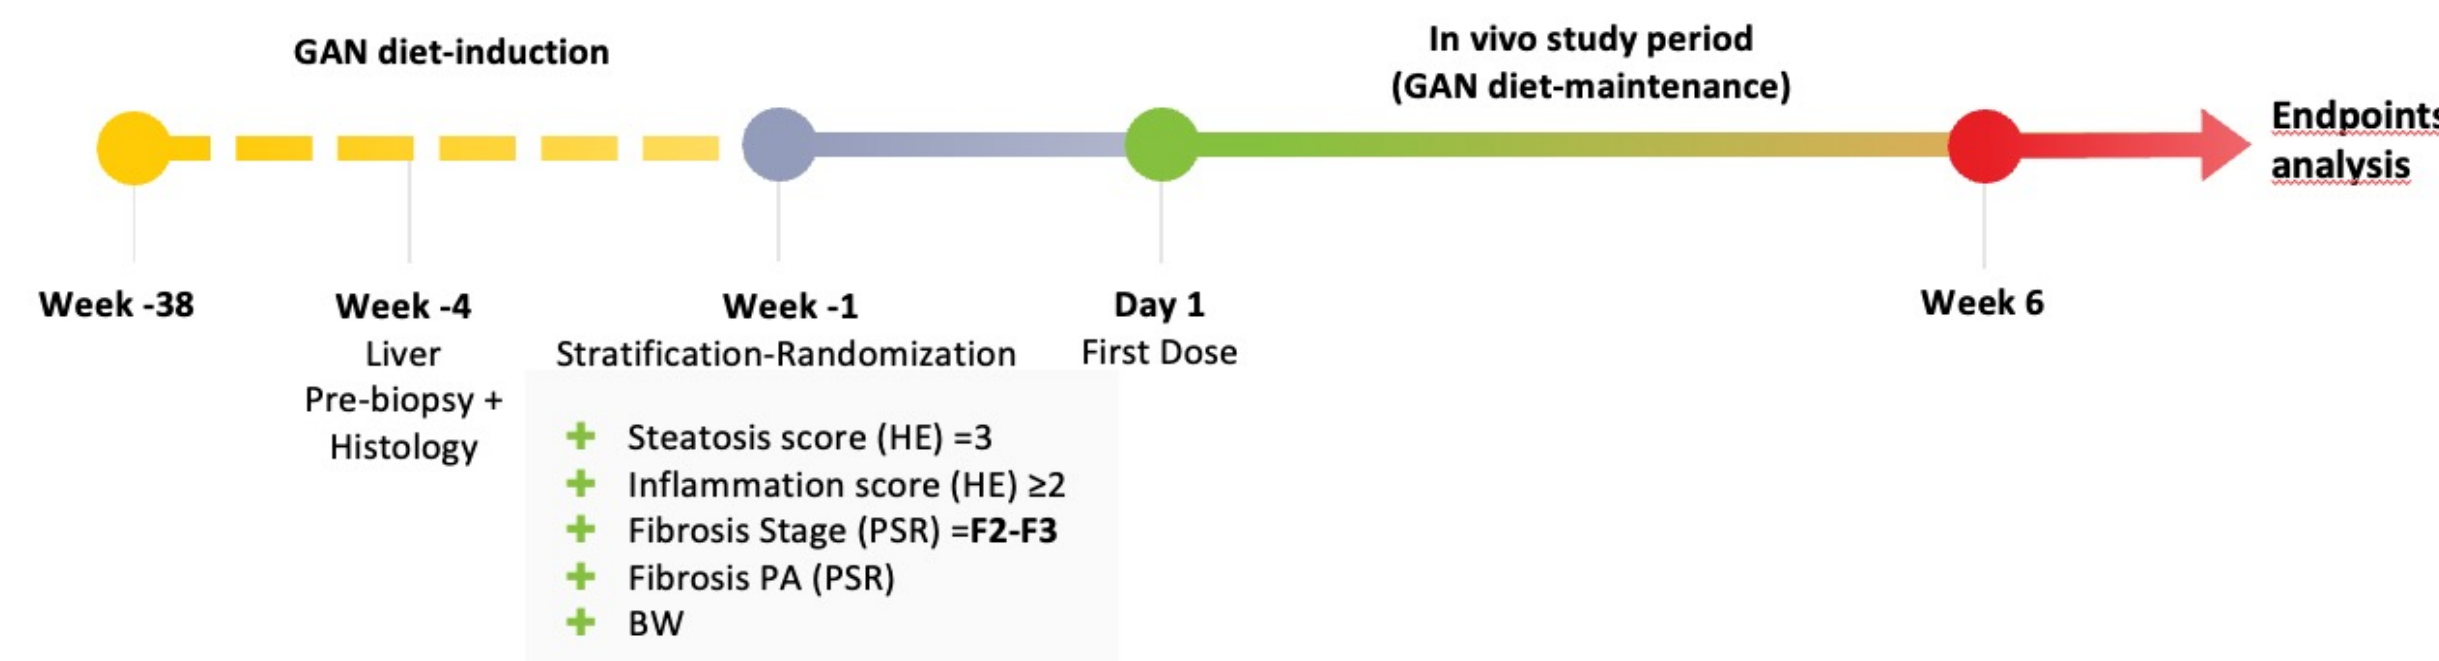 GAN diet-induction
In vivo study period
(GAN diet-maintenance)
Endpoints
analysis
Week -38
Week -4
Liver
Pre-biopsy +
Histology
Week -1
Stratification-Randomization
Steatosis score (HE) =3
Inflammation score (HE) ≥2
Fibrosis Stage (PSR) =F2-F3
Fibrosis PA (PSR)
BW
Day 1
First Dose
Week 6